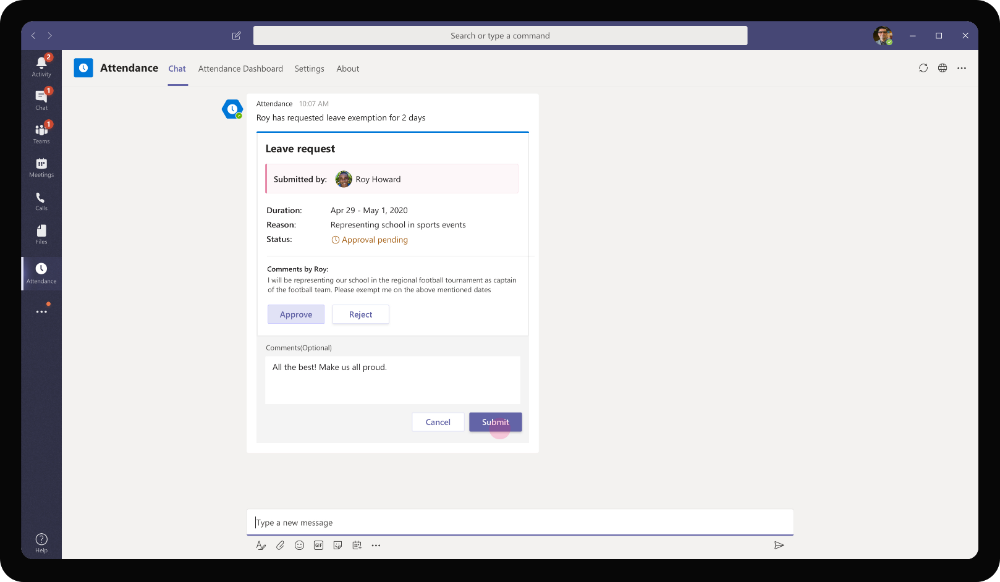 Search or type a command
2
Activity
1
Chat
1
Teams
Meetings
Calls
Files
Attendance
Help
Attendance
Chat
Attendance Dashboard
Settings
About
Attendance 10:07 AM
Roy has requested leave exemption for 2 days
Leave request
Submitted by: Roy Howard
Duration: Apr 29 - May 1, 2020
Reason: Representing school in sports events
Status: Approval pending
Comments by Roy:
I will be representing our school in the regional football tournament as captain
of the football team. Please exempt me on the above mentioned dates
Approve
Reject
Comments(Optional)
All the best! Make us all proud.
Cancel
Submit
Type a new message
GIF